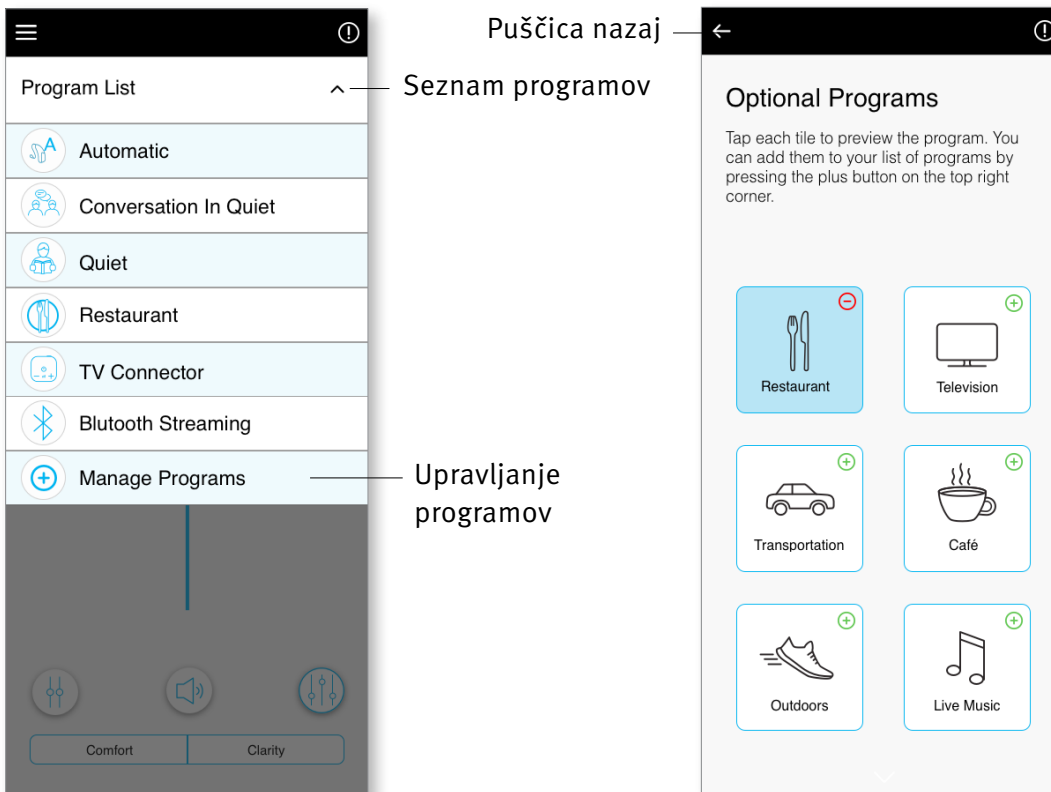 Program List
Automatic
Conversation In Quiet
Quiet
Restaurant
TV Connector
Blutooth Streaming
Manage Programs
Comfort
Clarity
Puščica nazaj
Seznam programov
Upravljanje
programov
Optional Programs
Tap each tile to preview the program. You
can add them to your list of programs by
pressing the plus button on the top right
corner.
Restaurant
Television
Transportation
Café
Outdoors
Live Music